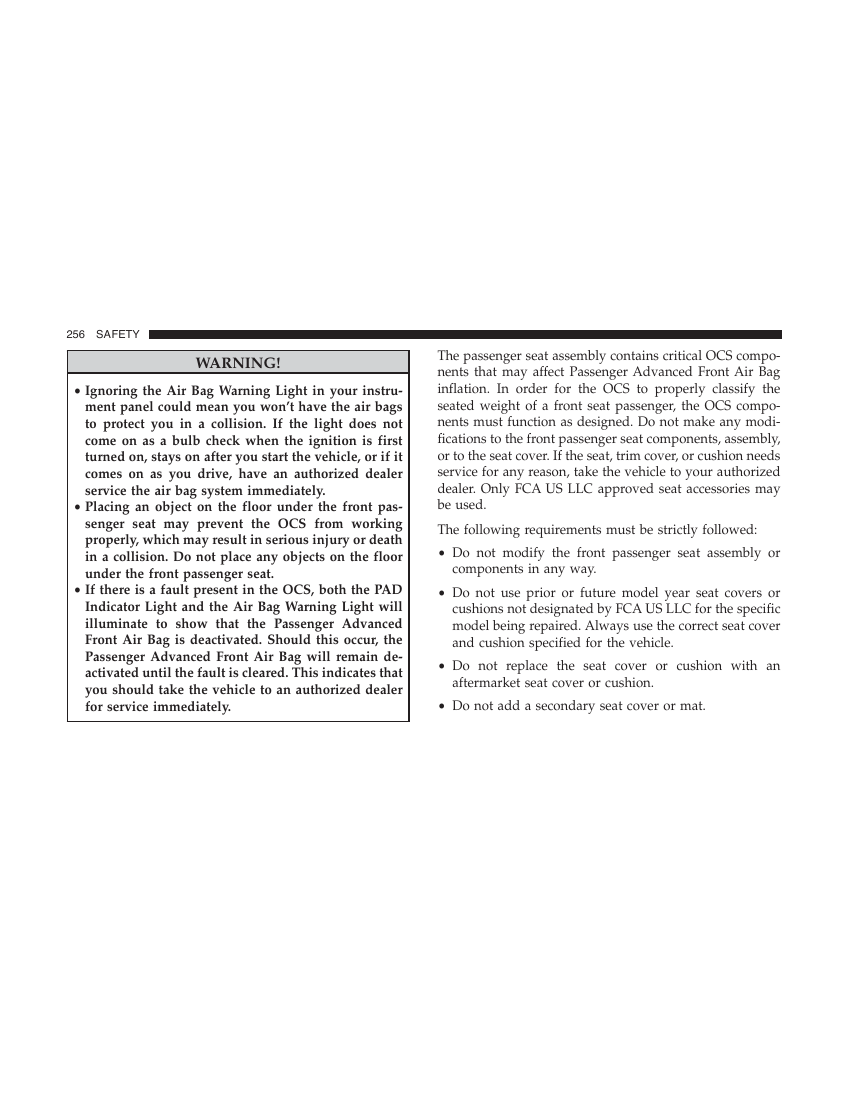 256 SAFETY
WARNING!
• Ignoring the Air Bag Warning Light in your instru-
ment panel could mean you won’t have the air bags
to protect you in a collision. If the light does not
come on as a bulb check when the ignition is first
turned on, stays on after you start the vehicle, or if it
comes on as you drive, have an authorized dealer
service the air bag system immediately.
• Placing an object on the floor under the front pas-
senger seat may prevent the OCS from working
properly, which may result in serious injury or death
in a collision. Do not place any objects on the floor
under the front passenger seat.
• If there is a fault present in the OCS, both the PAD
Indicator Light and the Air Bag Warning Light will
illuminate to show that the Passenger Advanced
Front Air Bag is deactivated. Should this occur, the
Passenger Advanced Front Air Bag will remain de-
activated until the fault is cleared. This indicates that
you should take the vehicle to an authorized dealer
for service immediately.
The passenger seat assembly contains critical OCS compo-
nents that may affect Passenger Advanced Front Air Bag
inflation. In order for the OCS to properly classify the
seated weight of a front seat passenger, the OCS compo-
nents must function as designed. Do not make any modi-
fications to the front passenger seat components, assembly,
or to the seat cover. If the seat, trim cover, or cushion needs
service for any reason, take the vehicle to your authorized
dealer. Only FCA US LLC approved seat accessories may
be used.
The following requirements must be strictly followed:
• Do not modify the front passenger seat assembly or
components in any way.
• Do not use prior or future model year seat covers or
cushions not designated by FCA US LLC for the specific
model being repaired. Always use the correct seat cover
and cushion specified for the vehicle.
• Do not replace the seat cover or cushion with an
aftermarket seat cover or cushion.
• Do not add a secondary seat cover or mat.